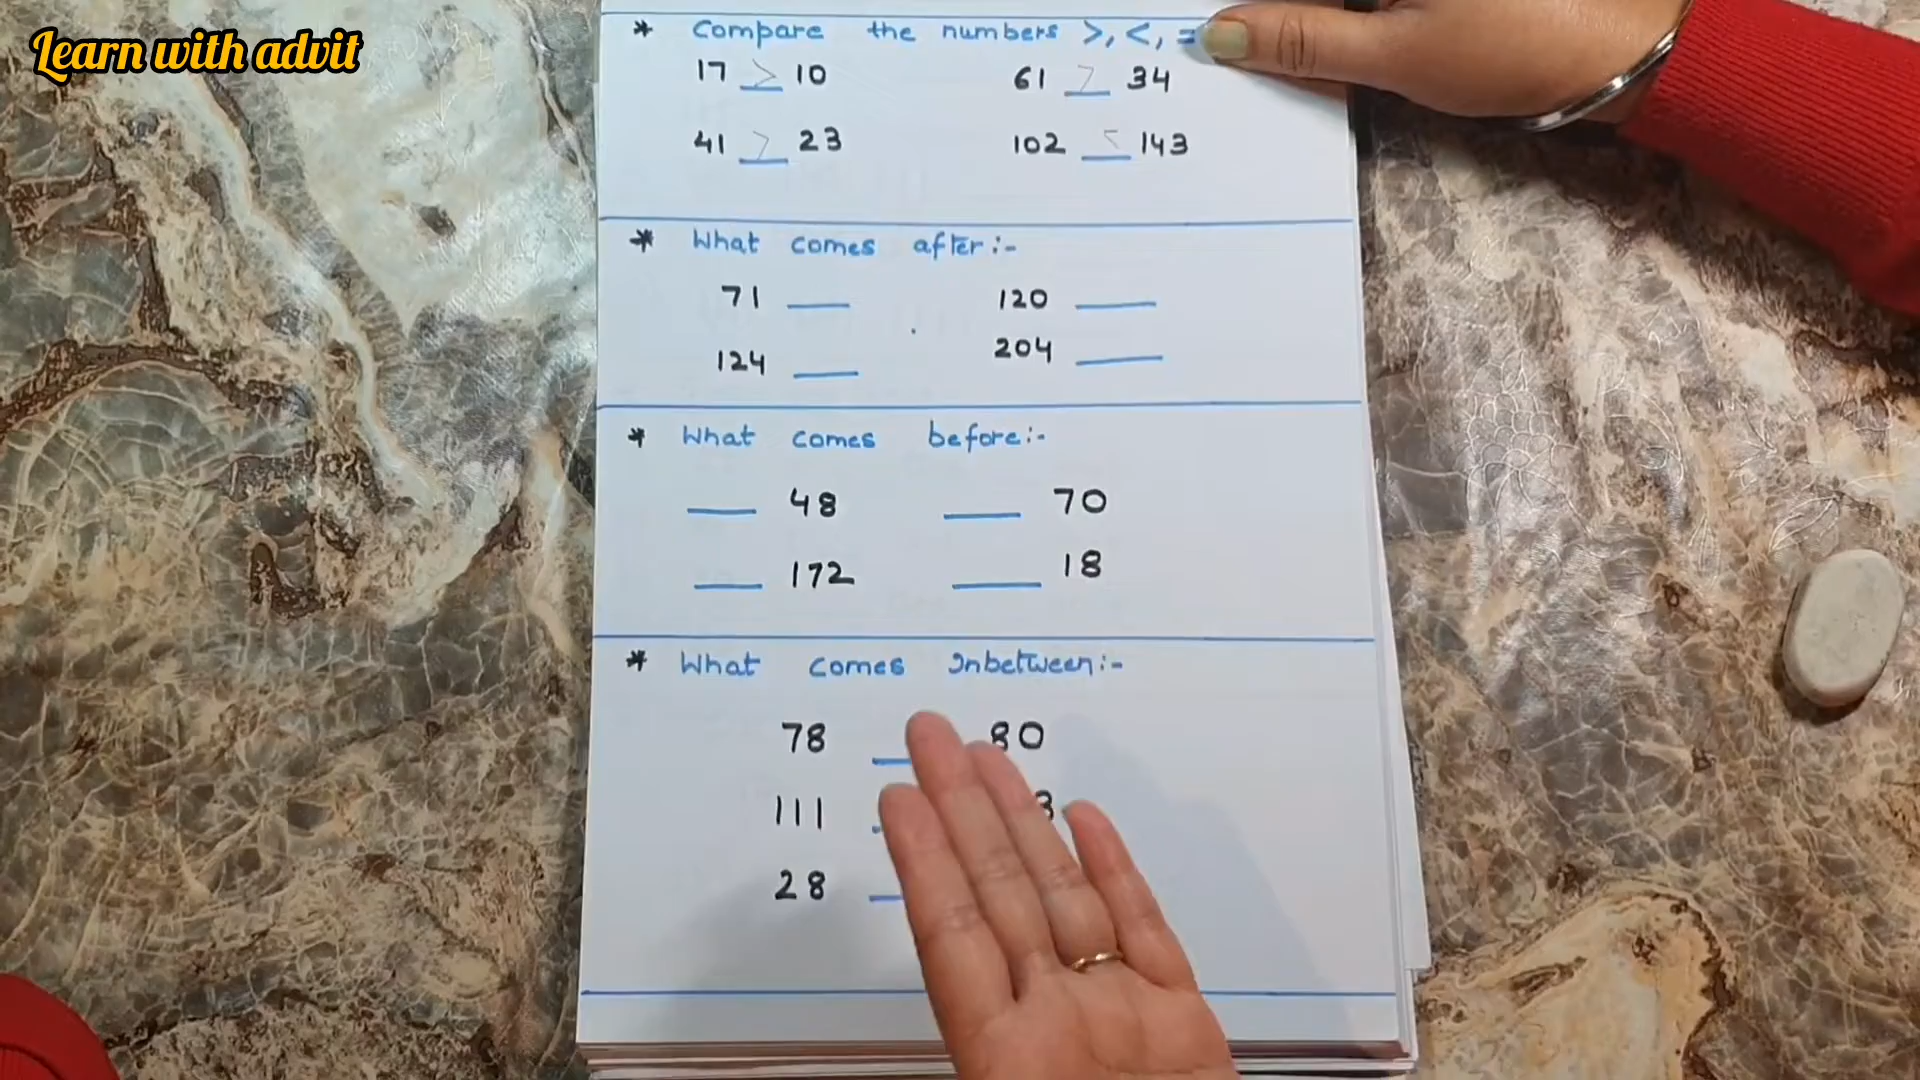 Learn with advit
* Compare the numbers >, <, =
17 > 10 61 > 34
41 > 23 102 < 143
* What comes after:-
71 ___ 120 ___
124 ___ 204 ___
* What comes before:-
___ 48 ___ 70
___ 172 ___ 18
* What comes Inbetween:-
78 ___ 80
111 ___ 3
28 ___